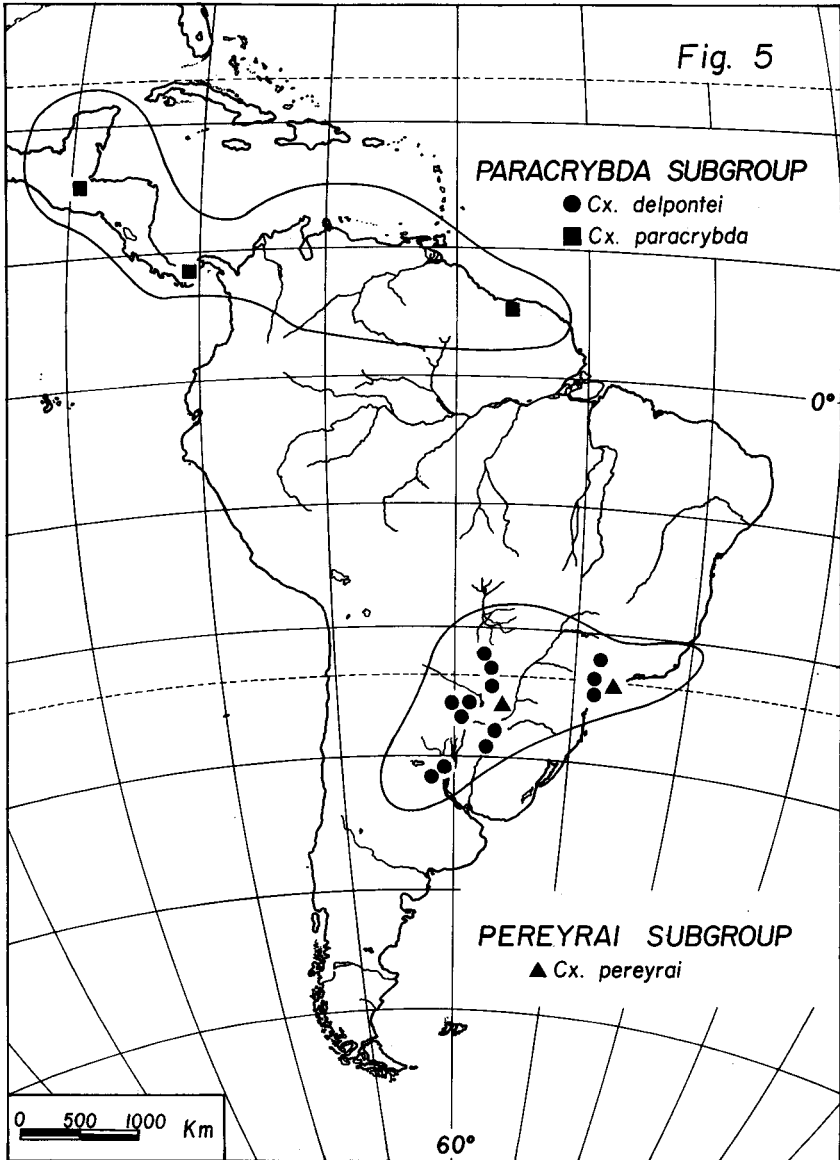 Fig. 5
PARACRYBDA SUBGROUP
Cx. delpontei
Cx. paracrybda
0°
PEREYRAI SUBGROUP
Cx. pereyrai
0 500 1000 Km
60°